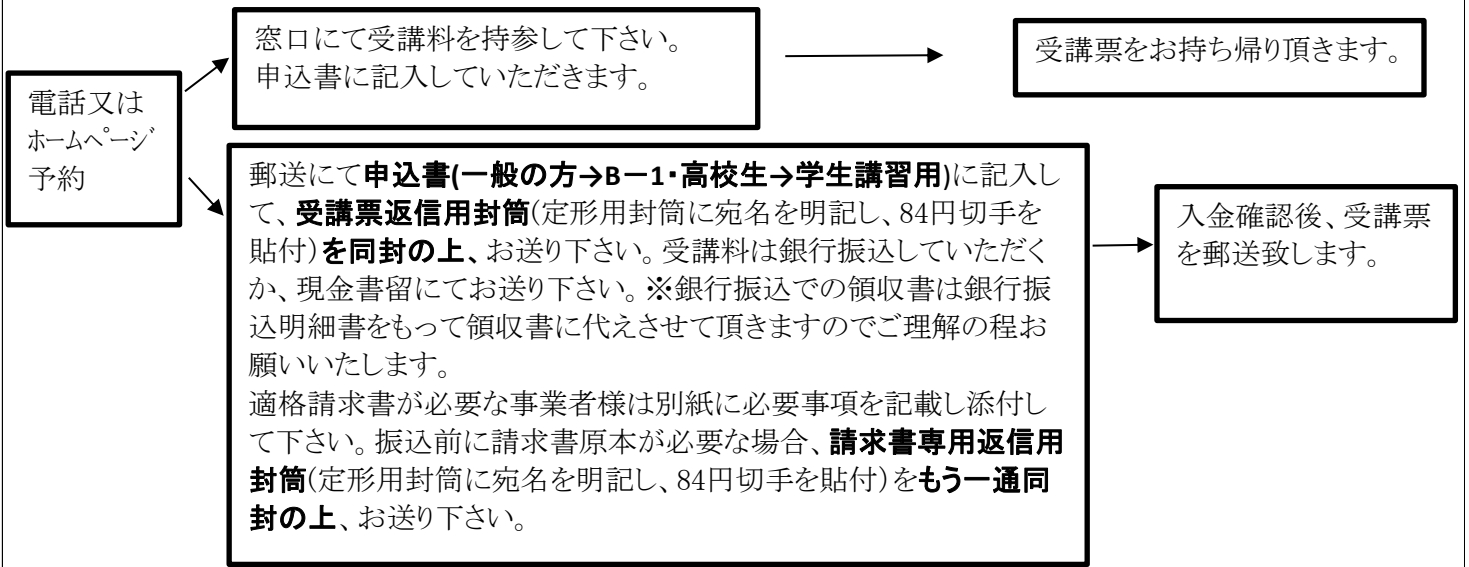 電話又は
ホームページ
予約
窓口にて受講料を持参して下さい。
申込書に記入していただきます。
受講票をお持ち帰り頂きます。
郵送にて申込書(一般の方→B－1・高校生→学生講習用)に記入し
て、受講票返信用封筒(定形用封筒に宛名を明記し、84円切手を
貼付)を同封の上、お送り下さい。受講料は銀行振込していただく
か、現金書留にてお送り下さい。※銀行振込での領収書は銀行振
込明細書をもって領収書に代えさせて頂きますのでご理解の程お
願いいたします。
適格請求書が必要な事業者様は別紙に必要事項を記載し添付し
て下さい。振込前に請求書原本が必要な場合、請求書専用返信用
封筒(定形用封筒に宛名を明記し、84円切手を貼付)をもう一通同
封の上、お送り下さい。
入金確認後、受講票
を郵送致します。